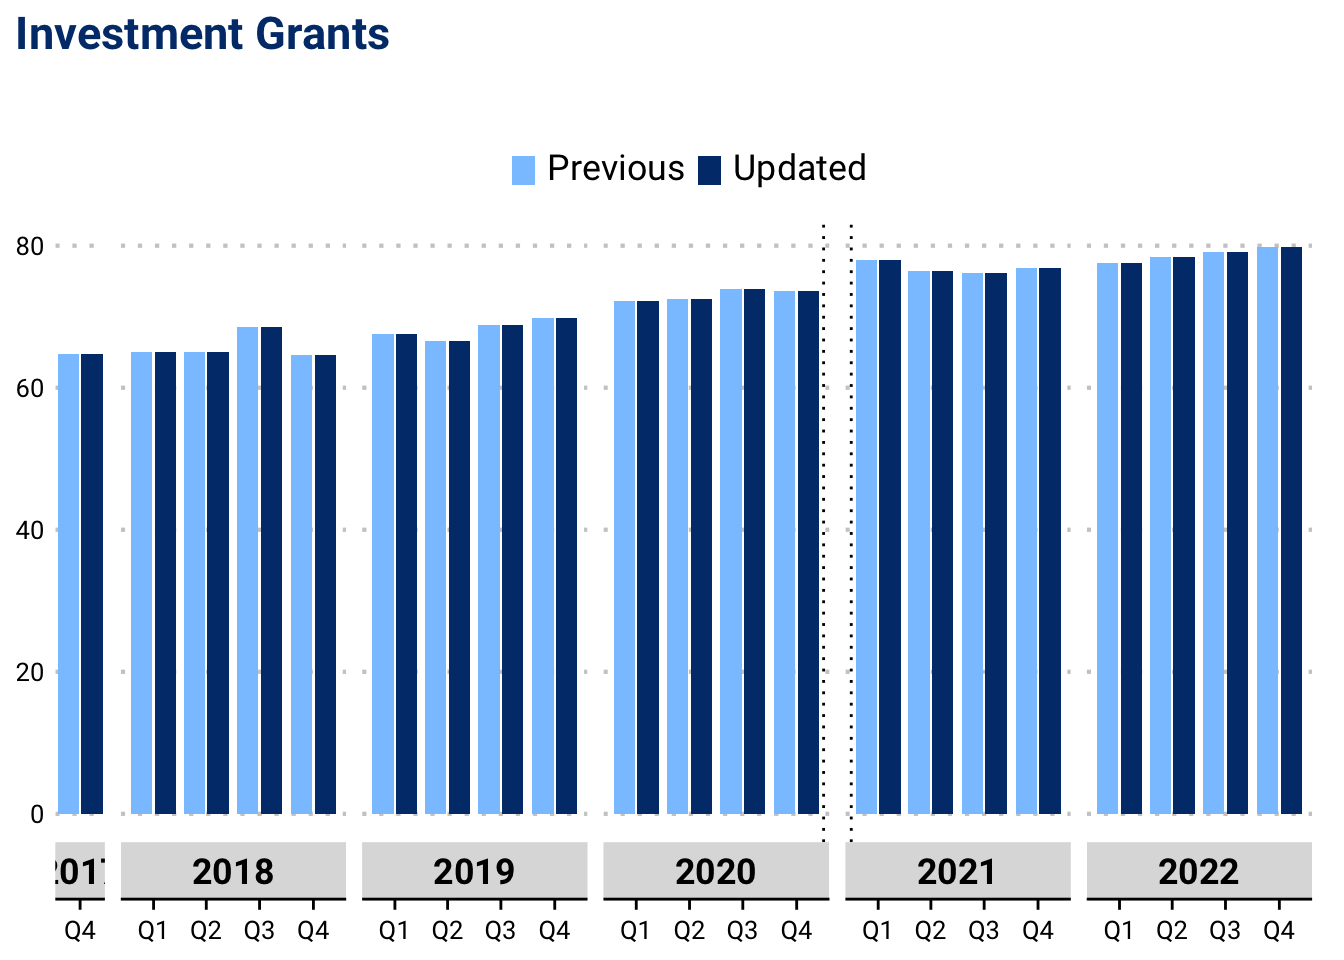 Investment Grants
Previous Updated
80
60
40
20
0
2017 2018 2019 2020 2021 2022
Q4 Q1 Q2 Q3 Q4 Q1 Q2 Q3 Q4 Q1 Q2 Q3 Q4 Q1 Q2 Q3 Q4 Q1 Q2 Q3 Q4